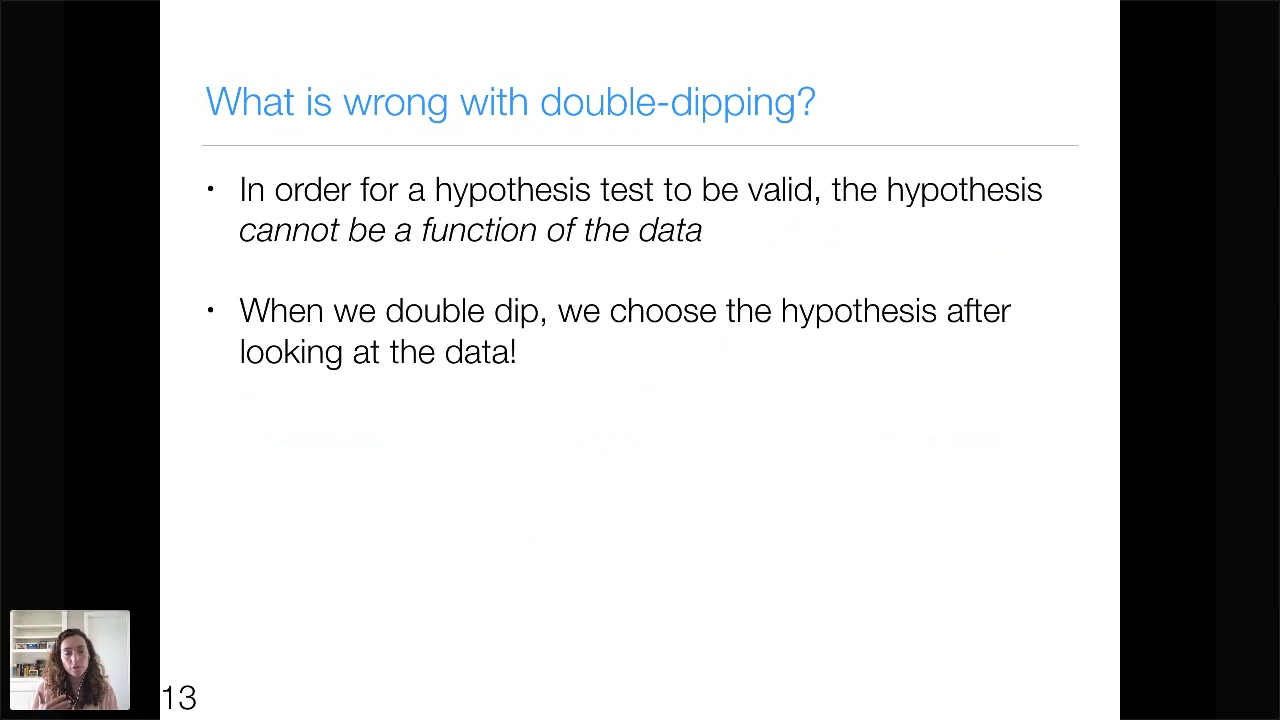 What is wrong with double-dipping?
• In order for a hypothesis test to be valid, the hypothesis
cannot be a function of the data
• When we double dip, we choose the hypothesis after
looking at the data!
13